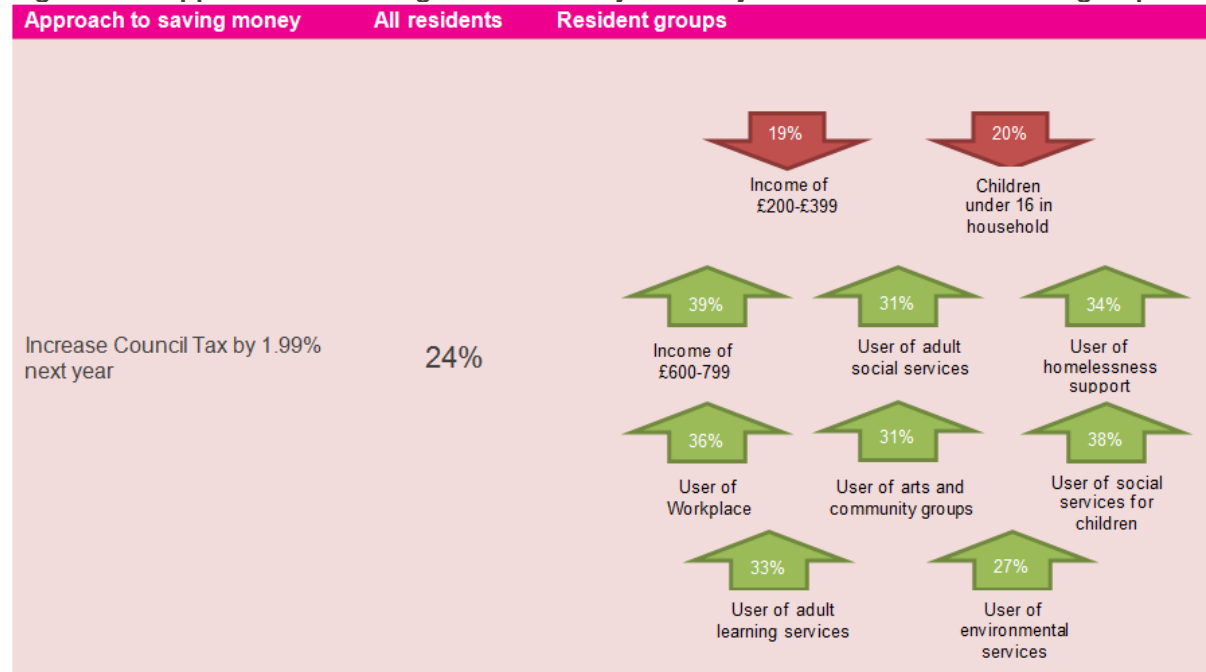 Approach to saving money All residents Resident groups
19% 20%
Income of
£200-£399
Children
under 16 in
household
39% 31% 34%
Income of
£600-799
User of adult
social services
User of
homelessness
support
Increase Council Tax by 1.99%
next year
24%
36% 31% 38%
User of
Workplace
User of arts and
community groups
User of social
services for
children
33% 27%
User of adult
learning services
User of
environmental
services